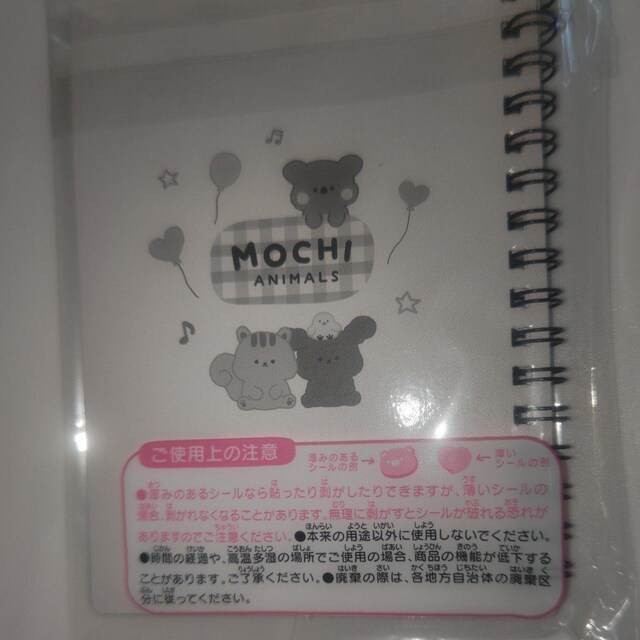 MOCHI
ANIMALS
ご使用上の注意
厚みのある
シールの例
薄い
シールの例
●厚みのあるシールなら貼ったり剥がしたりできますが、薄いシールの
場合、剥がれなくなることがあります。無理に剥がすとシールが破れる恐れが
ありますのでご注意ください。●本来の用途以外に使用しないでください。
●時間の経過や、高温多湿の場所でご使用の場合、商品の機能が低下する
ことがあります。ご了承ください。●廃棄の際は、各地方自治体の廃棄区
分に従ってください。